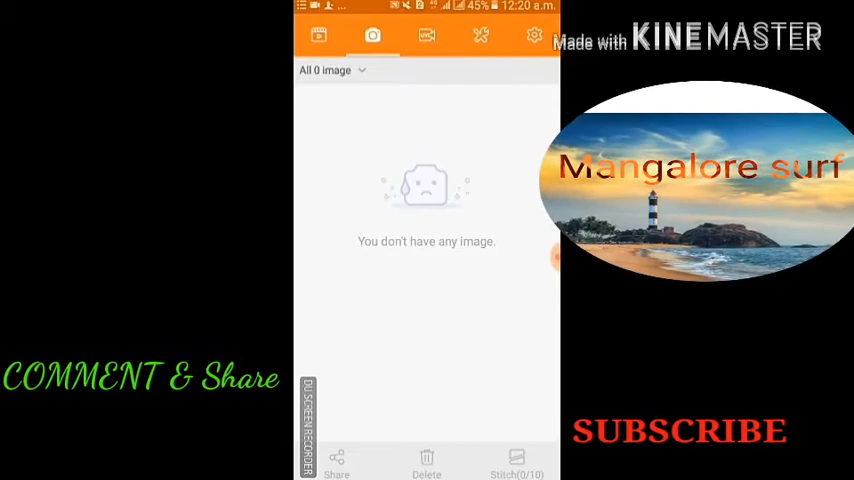 ... 45% 12:20 a.m.
UVC
All 0 image
You don't have any image.
Share
Delete
Stitch(0/10)
DU SCREEN RECORDER
Made with KINEMASTER
Mangalore surf
COMMENT & Share
SUBSCRIBE